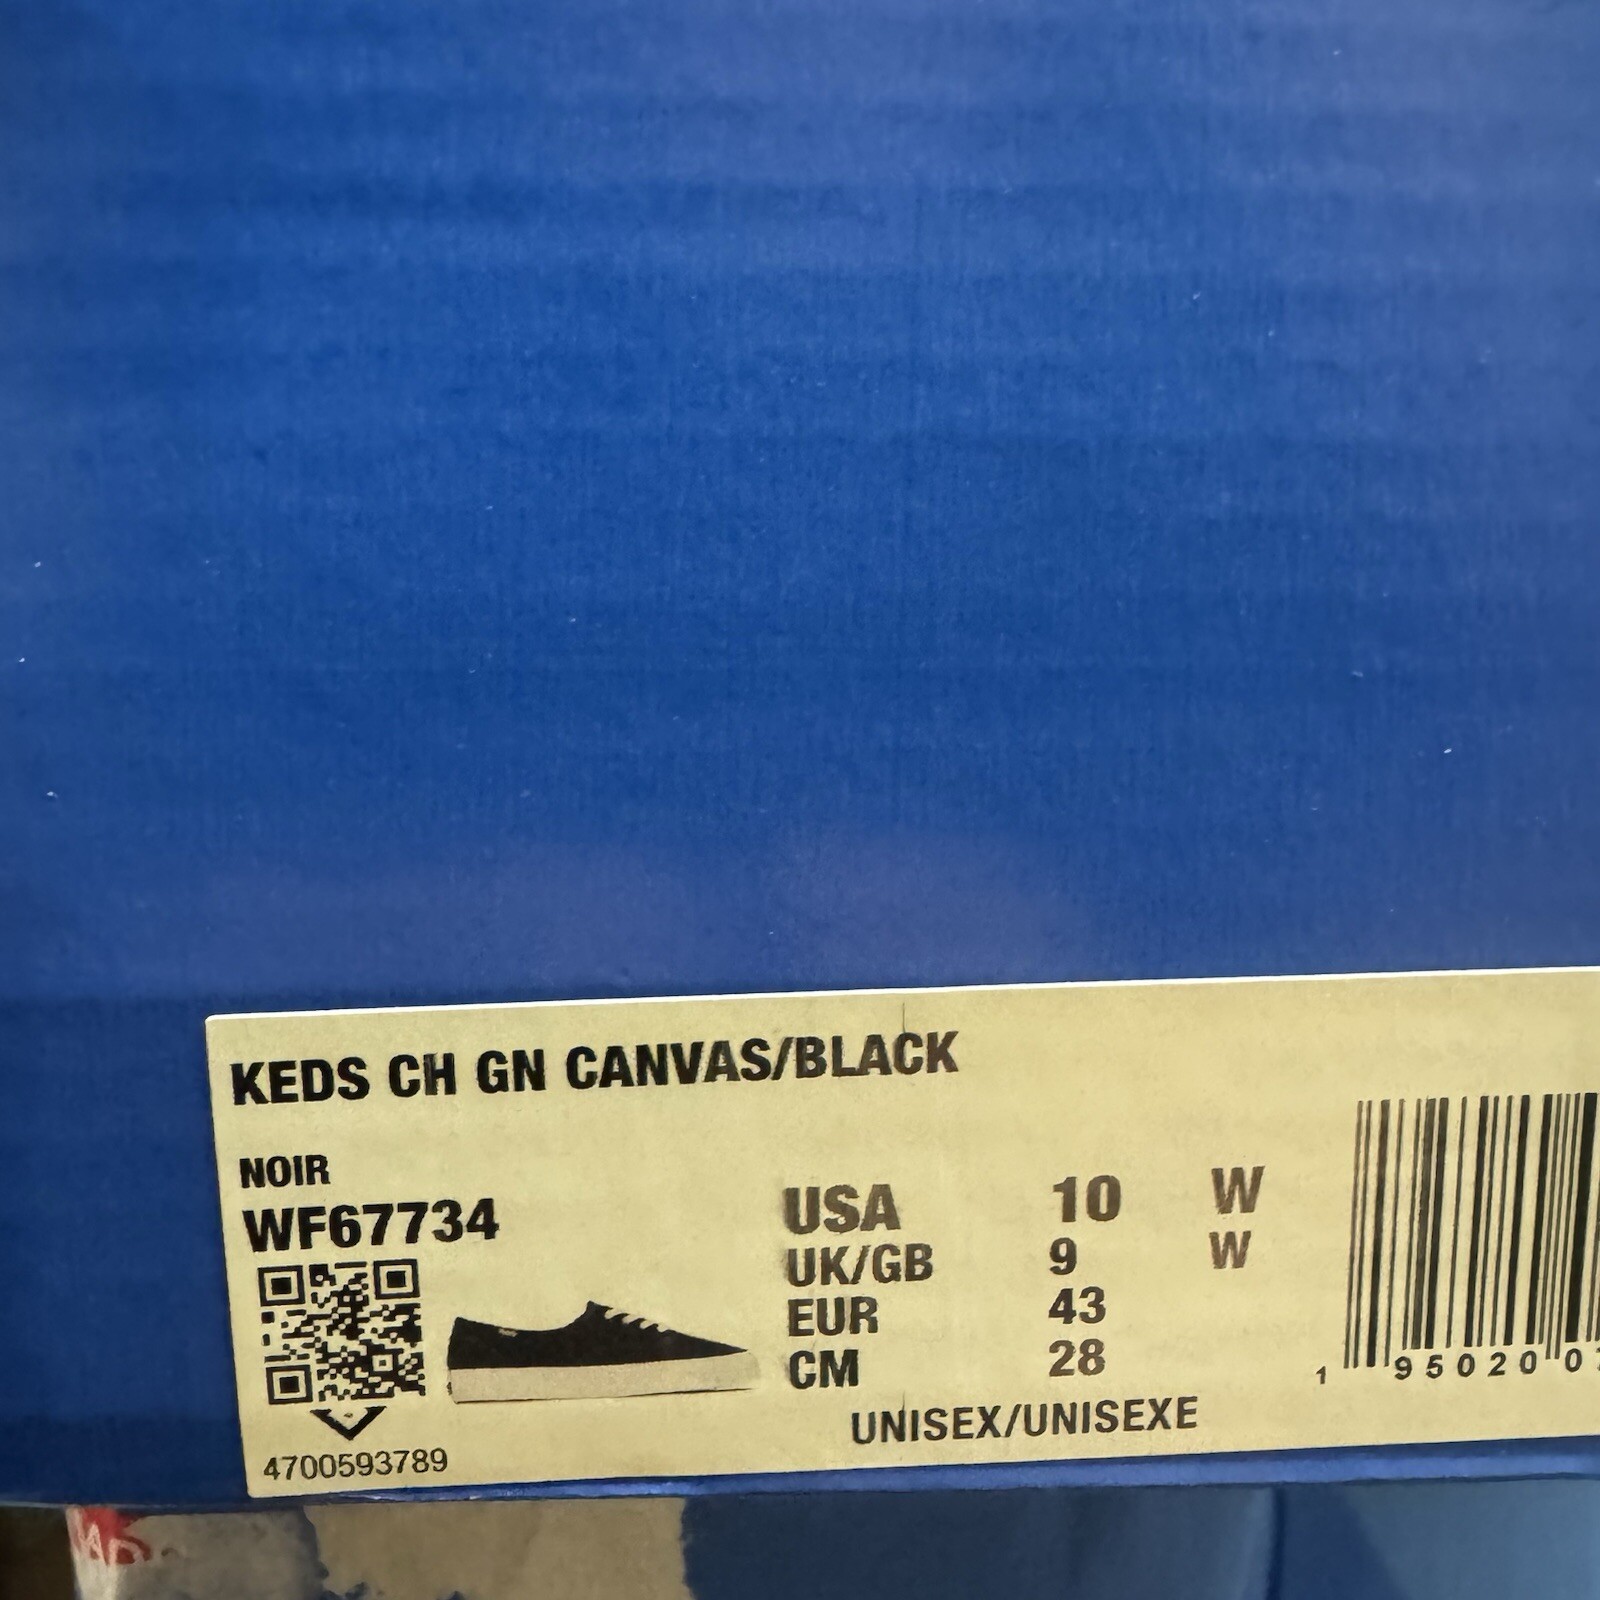 KEDS CH GN CANVAS/BLACK
NOIR
WF67734
USA 10 W
UK/GB 9 W
EUR 43
CM 28
UNISEX/UNISEXE
4700593789
1 95020 0